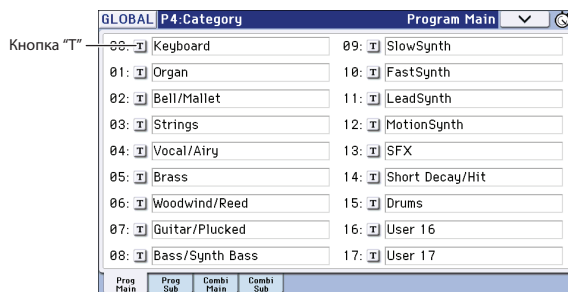 GLOBAL P4:Category Program Main
Кнопка “T”
00: T Keyboard
01: T Organ
02: T Bell/Mallet
03: T Strings
04: T Vocal/Airy
05: T Brass
06: T Woodwind/Reed
07: T Guitar/Plucked
08: T Bass/Synth Bass
09: T SlowSynth
10: T FastSynth
11: T LeadSynth
12: T MotionSynth
13: T SFX
14: T Short Decay/Hit
15: T Drums
16: T User 16
17: T User 17
Prog Main
Prog Sub
Combi Main
Combi Sub